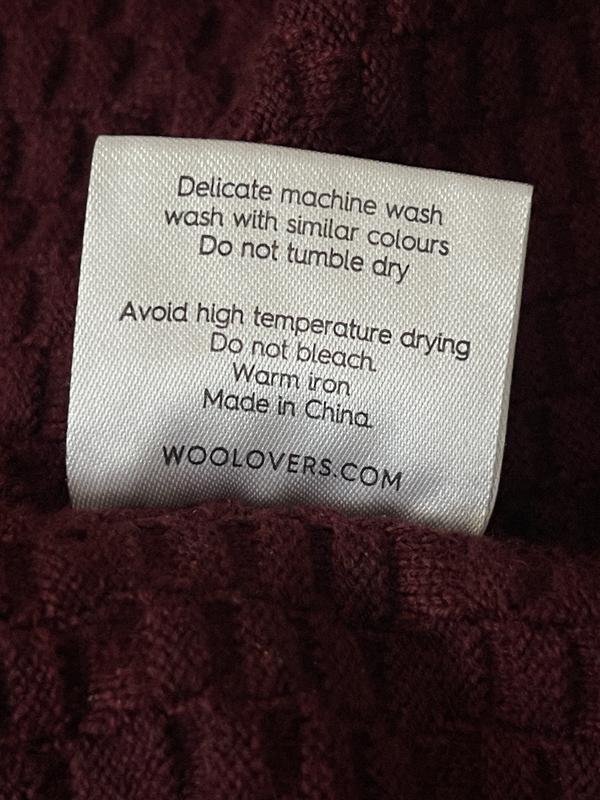 Delicate machine wash
wash with similar colours
Do not tumble dry
Avoid high temperature drying
Do not bleach.
Warm iron
Made in China.
WOOLOVERS.COM